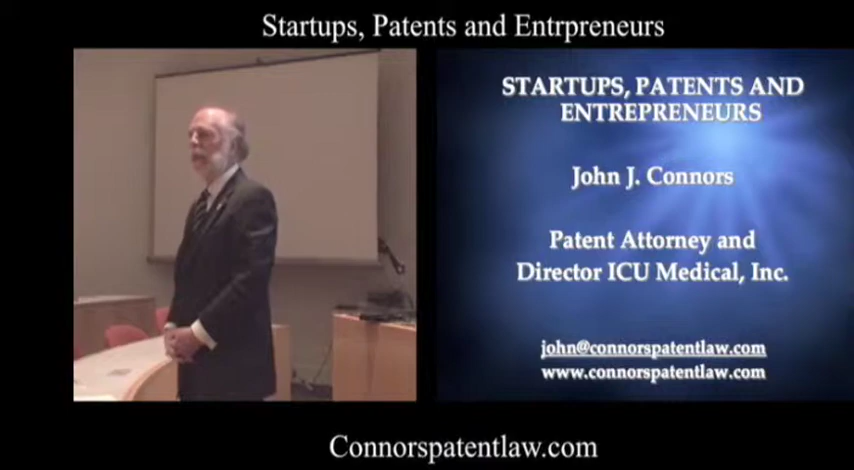 Startups, Patents and Entrpreneurs
STARTUPS, PATENTS AND
ENTREPRENEURS
John J. Connors
Patent Attorney and
Director ICU Medical, Inc.
john@connorspatentlaw.com
www.connorspatentlaw.com
Connorspatentlaw.com